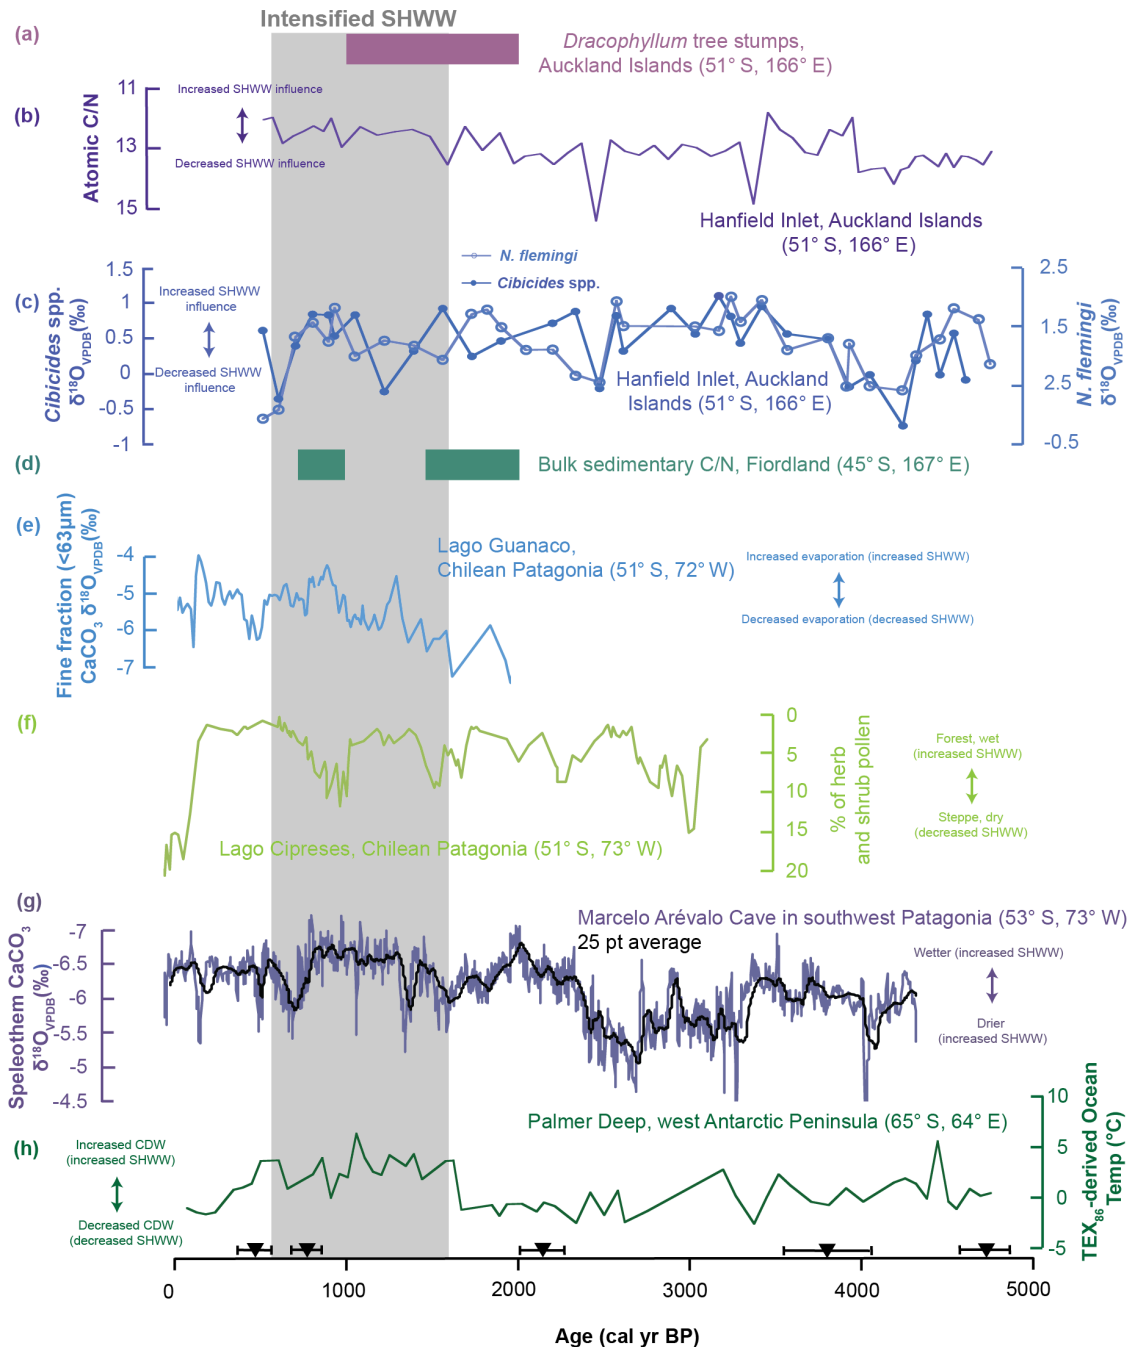 Intensified SHWW
(a)
Dracophyllum tree stumps,
Auckland Islands (51° S, 166° E)
(b)
Atomic C/N
11
13
15
Increased SHWW influence
Decreased SHWW influence
Hanfield Inlet, Auckland Islands
(51° S, 166° E)
(c)
Cibicides spp.
δ18OVPDB(‰)
1.5
1
0.5
0
-0.5
-1
Increased SHWW
influence
Decreased SHWW
influence
N. flemingi
Cibicides spp.
Hanfield Inlet, Auckland
Islands (51° S, 166° E)
2.5
1.5
2.5
-0.5
N. flemingi
δ18OVPDB(‰)
(d)
Bulk sedimentary C/N, Fiordland (45° S, 167° E)
(e)
Fine fraction (<63µm)
CaCO3 δ18OVPDB(‰)
-4
-5
-6
-7
Lago Guanaco,
Chilean Patagonia (51° S, 72° W)
Increased evaporation (increased SHWW)
Decreased evaporation (decreased SHWW)
(f)
0
5
10
15
20
% of herb
and shrub pollen
Forest, wet
(increased SHWW)
Steppe, dry
(decreased SHWW)
Lago Cipreses, Chilean Patagonia (51° S, 73° W)
(g)
Speleothem CaCO3
δ18OVPDB(‰)
-7
-6.5
-6
-5.5
-5
-4.5
Marcelo Arévalo Cave in southwest Patagonia (53° S, 73° W)
25 pt average
Wetter (increased SHWW)
Drier
(increased SHWW)
(h)
Increased CDW
(increased SHWW)
Decreased CDW
(decreased SHWW)
Palmer Deep, west Antarctic Peninsula (65° S, 64° E)
10
5
0
-5
TEX86-derived Ocean
Temp (°C)
0
1000
2000
3000
4000
5000
Age (cal yr BP)